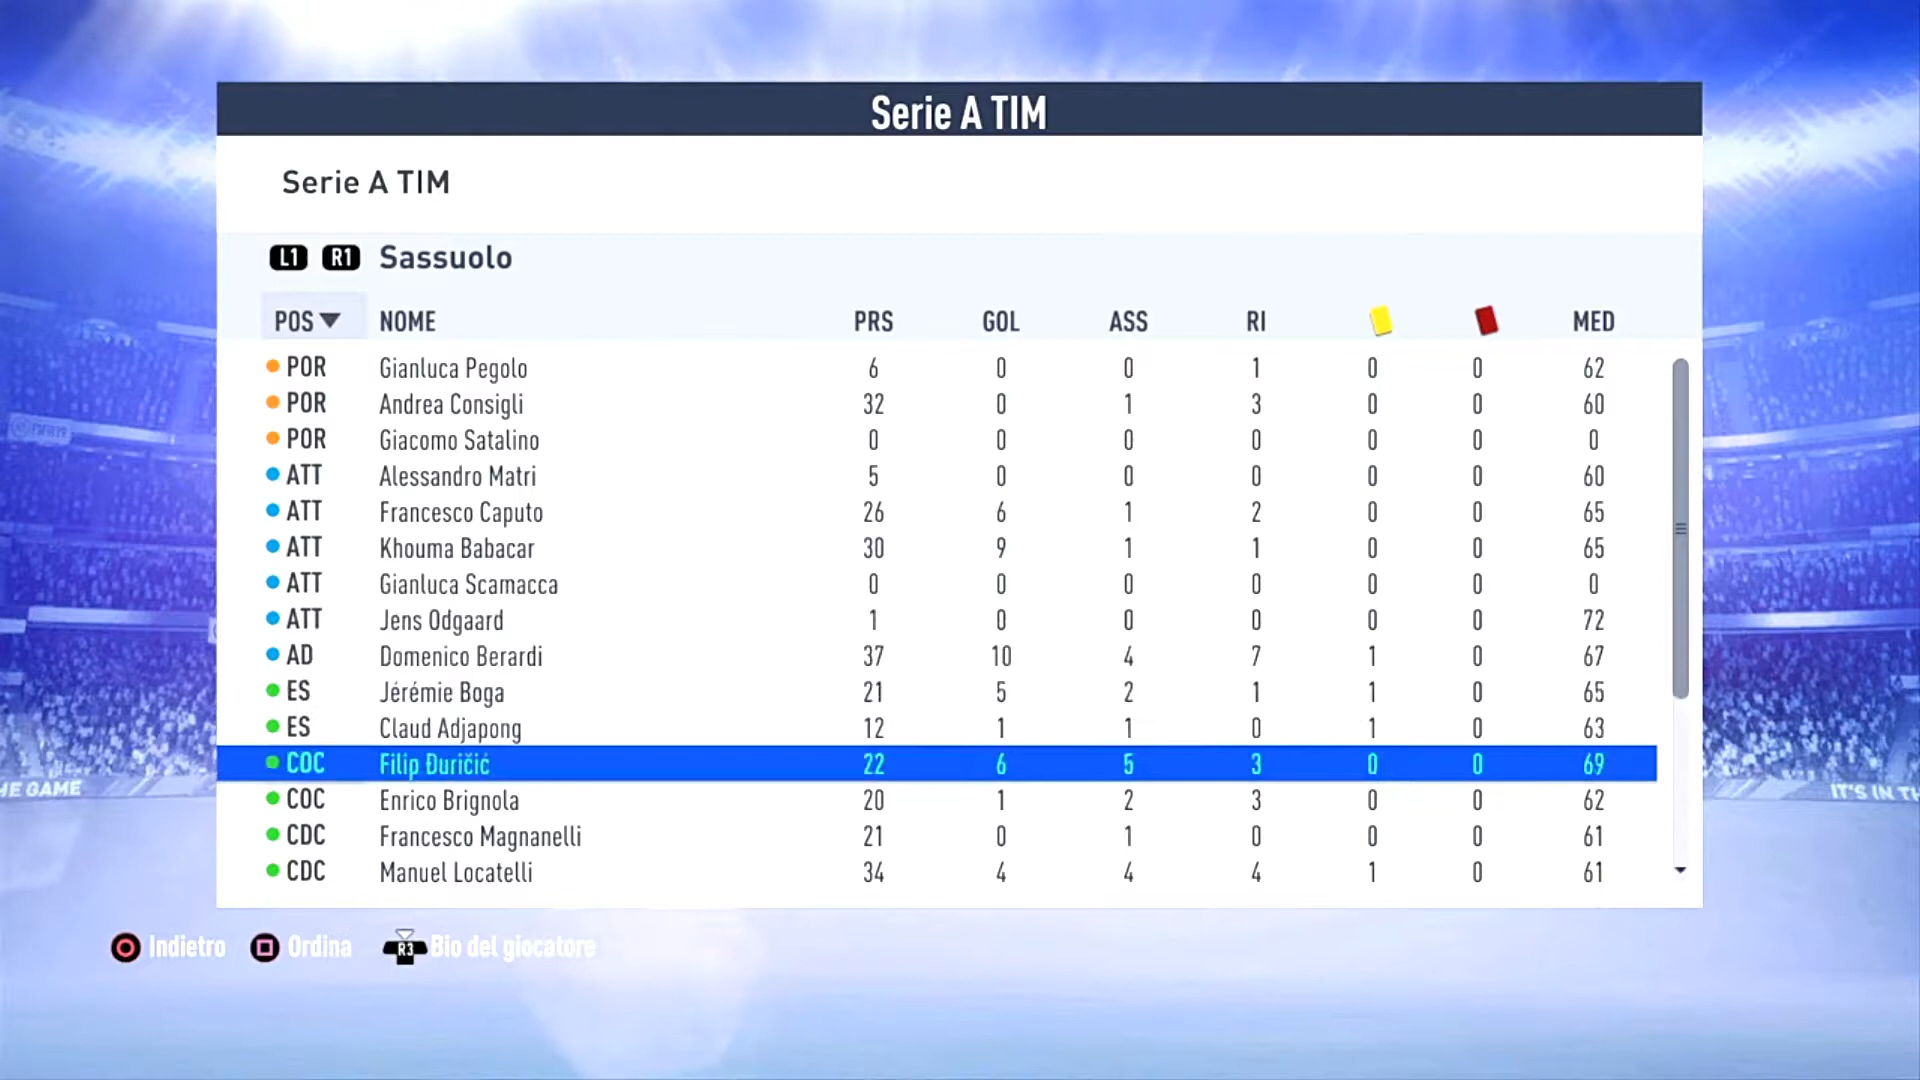 Serie A TIM
Serie A TIM
L1 R1 Sassuolo
POS NOME PRS GOL ASS RI MED
POR Gianluca Pegolo 6 0 0 1 0 0 62
POR Andrea Consigli 32 0 1 3 0 0 60
POR Giacomo Satalino 0 0 0 0 0 0 0
ATT Alessandro Matri 5 0 0 0 0 0 60
ATT Francesco Caputo 26 6 1 2 0 0 65
ATT Khouma Babacar 30 9 1 1 0 0 65
ATT Gianluca Scamacca 0 0 0 0 0 0 0
ATT Jens Odgaard 1 0 0 0 0 0 72
AD Domenico Berardi 37 10 4 7 1 0 67
ES Jérémie Boga 21 5 2 1 1 0 65
ES Claud Adjapong 12 1 1 0 1 0 63
COC Filip Đuričić 22 6 5 3 0 0 69
COC Enrico Brignola 20 1 2 3 0 0 62
CDC Francesco Magnanelli 21 0 1 0 0 0 61
CDC Manuel Locatelli 34 4 4 4 1 0 61
HE GAME
IT'S IN TH
Indietro Ordina R3 Bio del giocatore